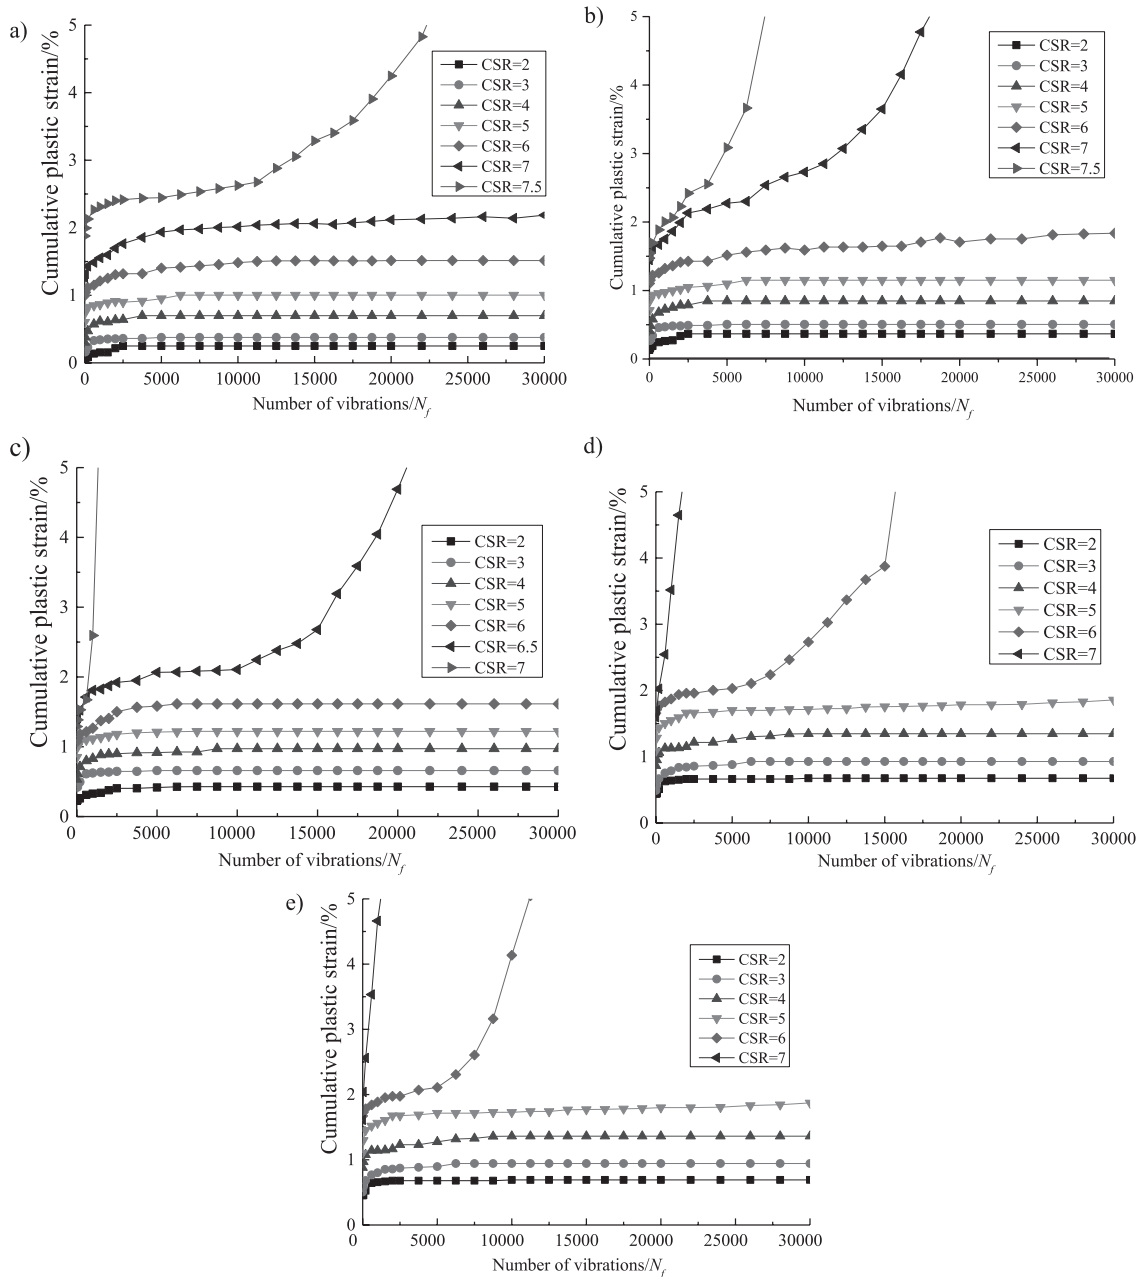 a)
Cumulative plastic strain/%
5
4
3
2
1
0
0 5000 10000 15000 20000 25000 30000
Number of vibrations/Nf
CSR=2
CSR=3
CSR=4
CSR=5
CSR=6
CSR=7
CSR=7.5
b)
Cumulative plastic strain/%
5
4
3
2
1
0
0 5000 10000 15000 20000 25000 30000
Number of vibrations/Nf
CSR=2
CSR=3
CSR=4
CSR=5
CSR=6
CSR=7
CSR=7.5
c)
Cumulative plastic strain/%
5
4
3
2
1
0
0 5000 10000 15000 20000 25000 30000
Number of vibrations/Nf
CSR=2
CSR=3
CSR=4
CSR=5
CSR=6
CSR=6.5
CSR=7
d)
Cumulative plastic strain/%
5
4
3
2
1
0
0 5000 10000 15000 20000 25000 30000
Number of vibrations/Nf
CSR=2
CSR=3
CSR=4
CSR=5
CSR=6
CSR=7
e)
Cumulative plastic strain/%
5
4
3
2
1
0
0 5000 10000 15000 20000 25000 30000
Number of vibrations/Nf
CSR=2
CSR=3
CSR=4
CSR=5
CSR=6
CSR=7